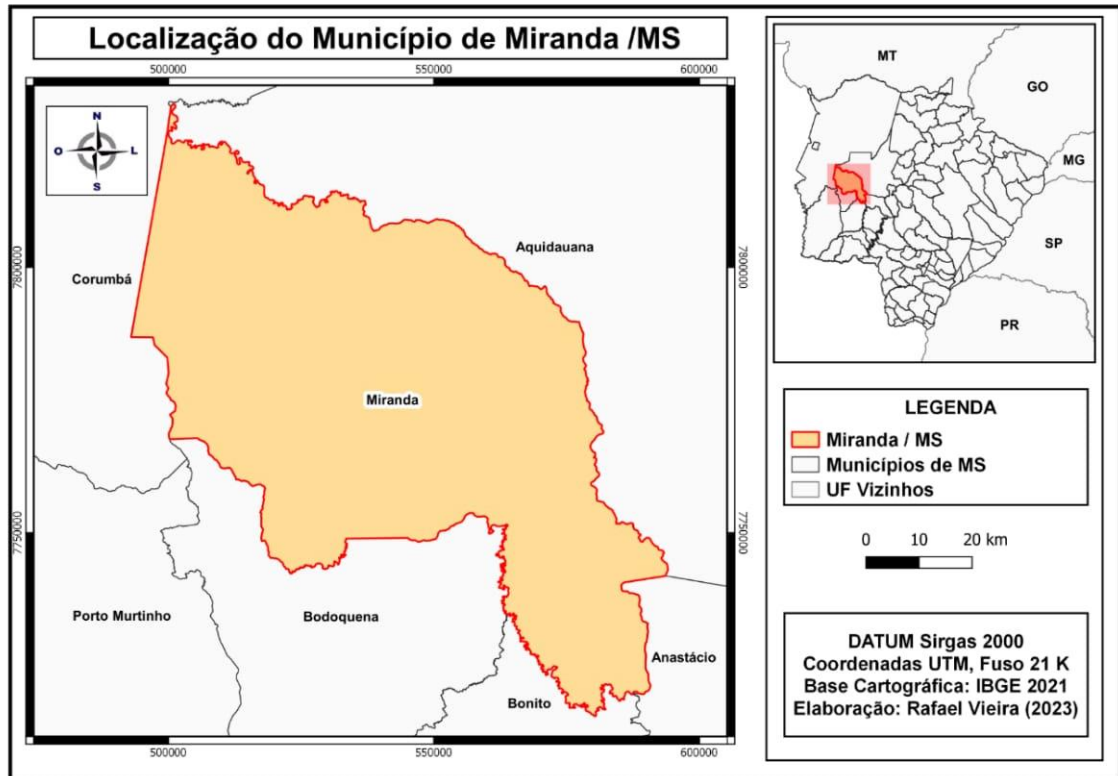 Localização do Município de Miranda /MS
500000
550000
600000
N
O
L
S
Corumbá
Aquidauana
7800000
7800000
Miranda
7750000
7750000
Porto Murtinho
Bodoquena
Anastácio
Bonito
500000
550000
600000
MT
GO
MG
SP
PR
LEGENDA
Miranda / MS
Municípios de MS
UF Vizinhos
0 10 20 km
DATUM Sirgas 2000
Coordenadas UTM, Fuso 21 K
Base Cartográfica: IBGE 2021
Elaboração: Rafael Vieira (2023)